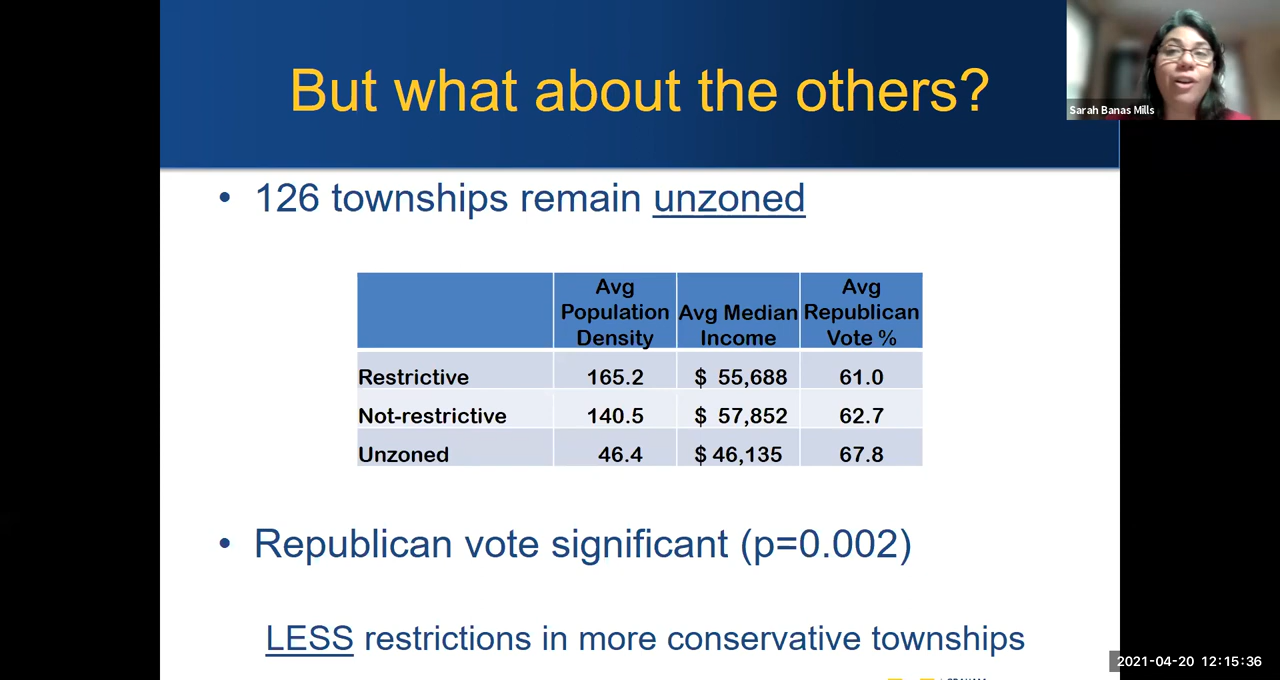 But what about the others?
Sarah Banas Mills
• 126 townships remain unzoned
Avg Population Density
Avg Median Income
Avg Republican Vote %
Restrictive 165.2 $ 55,688 61.0
Not-restrictive 140.5 $ 57,852 62.7
Unzoned 46.4 $ 46,135 67.8
• Republican vote significant (p=0.002)
LESS restrictions in more conservative townships
2021-04-20 12:15:36